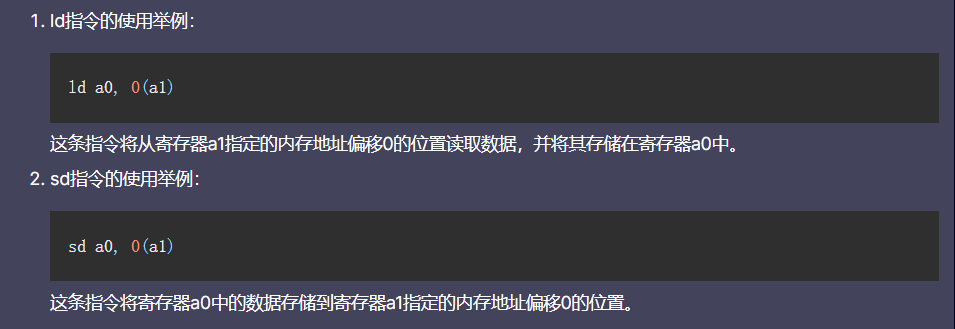 1. ld指令的使用举例：
ld a0, 0(a1)
这条指令将从寄存器a1指定的内存地址偏移0的位置读取数据，并将其存储在寄存器a0中。
2. sd指令的使用举例：
sd a0, 0(a1)
这条指令将寄存器a0中的数据存储到寄存器a1指定的内存地址偏移0的位置。